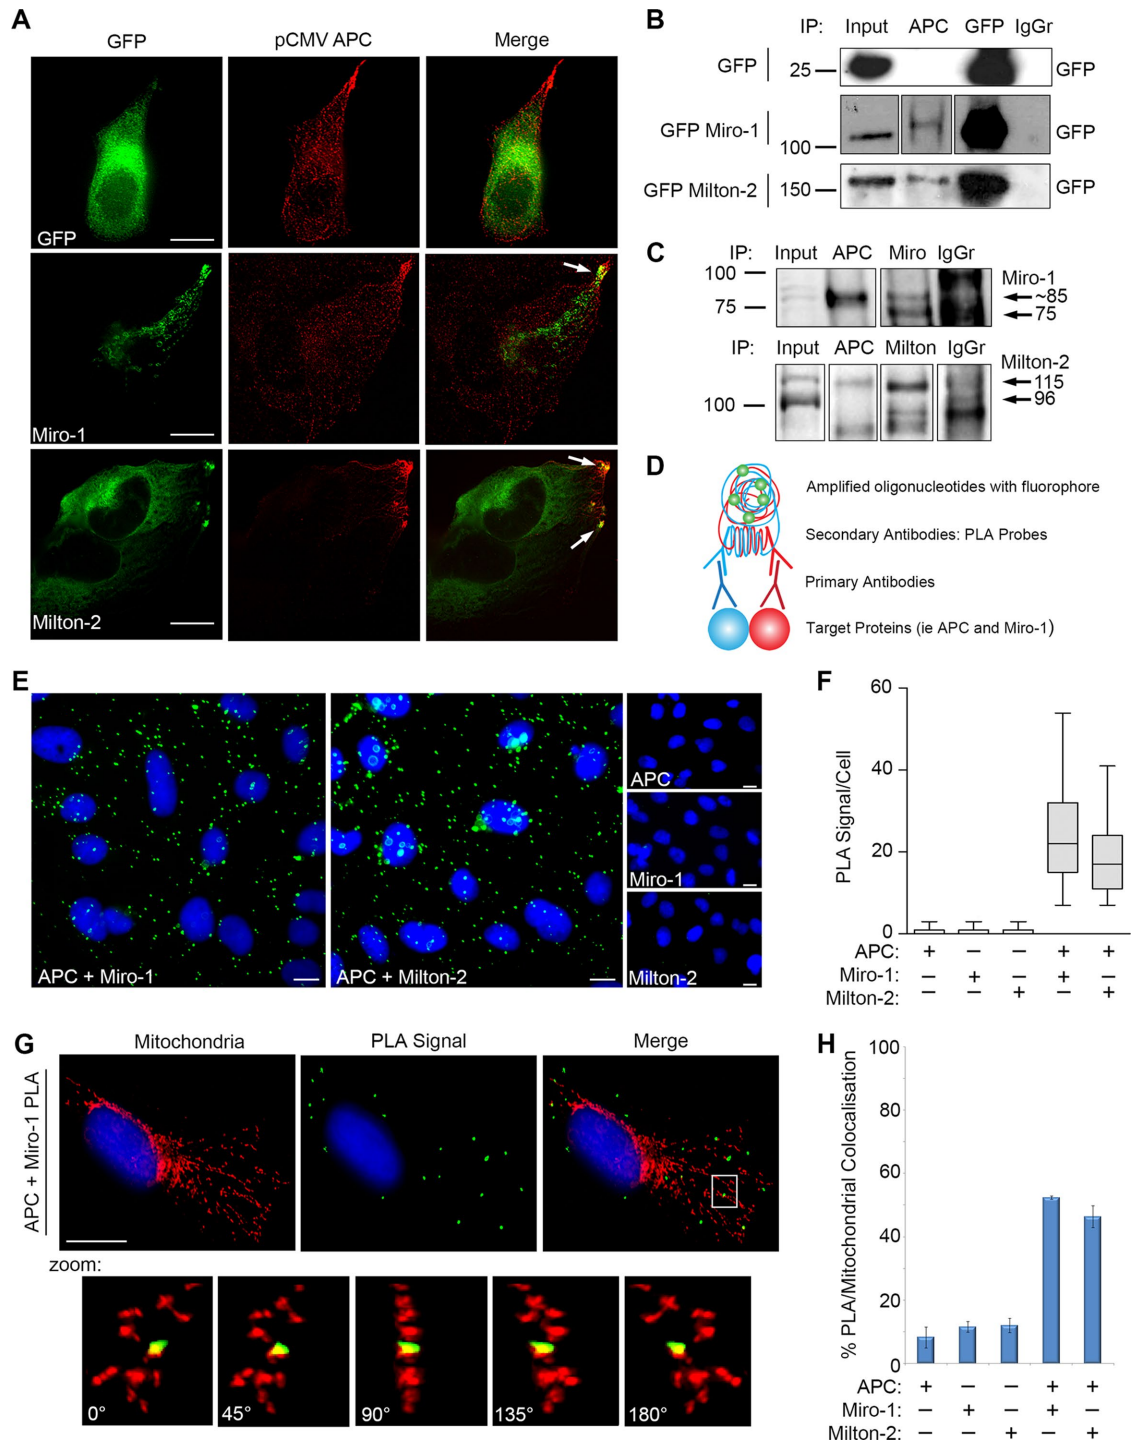 A
GFP
pCMV APC
Merge
GFP
Miro-1
Milton-2
B
IP: Input APC GFP IgGr
GFP 25 GFP
GFP Miro-1 100 GFP
GFP Milton-2 150 GFP
C
IP: Input APC Miro IgGr
100 Miro-1
75 ~85
75
IP: Input APC Milton IgGr
Milton-2
115
100 96
D
Amplified oligonucleotides with fluorophore
Secondary Antibodies: PLA Probes
Primary Antibodies
Target Proteins (ie APC and Miro-1)
E
APC + Miro-1
APC + Milton-2
APC
Miro-1
Milton-2
F
PLA Signal/Cell
60
40
20
0
APC: + – – + +
Miro-1: – + – + –
Milton-2: – – + – +
G
Mitochondria
PLA Signal
Merge
APC + Miro-1 PLA
zoom:
0°
45°
90°
135°
180°
H
% PLA/Mitochondrial Colocalisation
100
80
60
40
20
0
APC: + – – + +
Miro-1: – + – + –
Milton-2: – – + – +